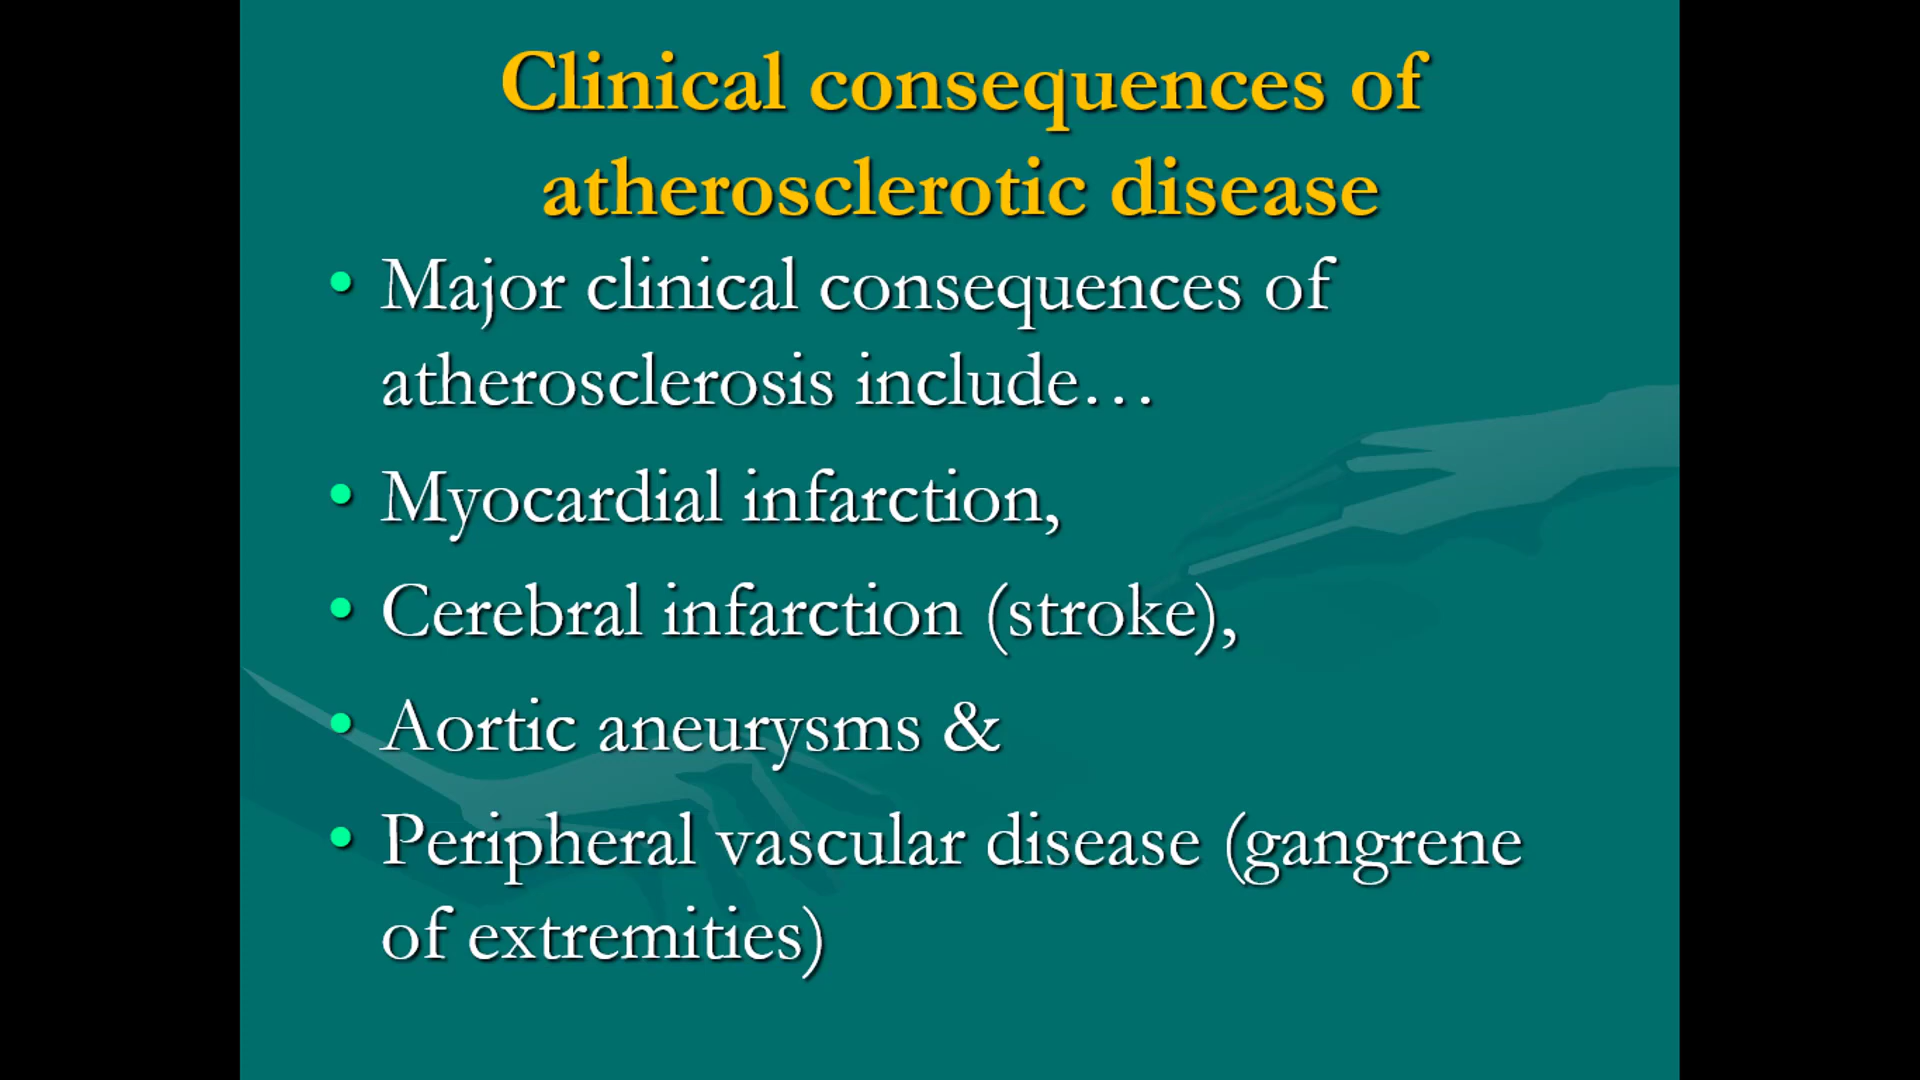 Clinical consequences of
atherosclerotic disease
• Major clinical consequences of
atherosclerosis include…
• Myocardial infarction,
• Cerebral infarction (stroke),
• Aortic aneurysms &
• Peripheral vascular disease (gangrene
of extremities)